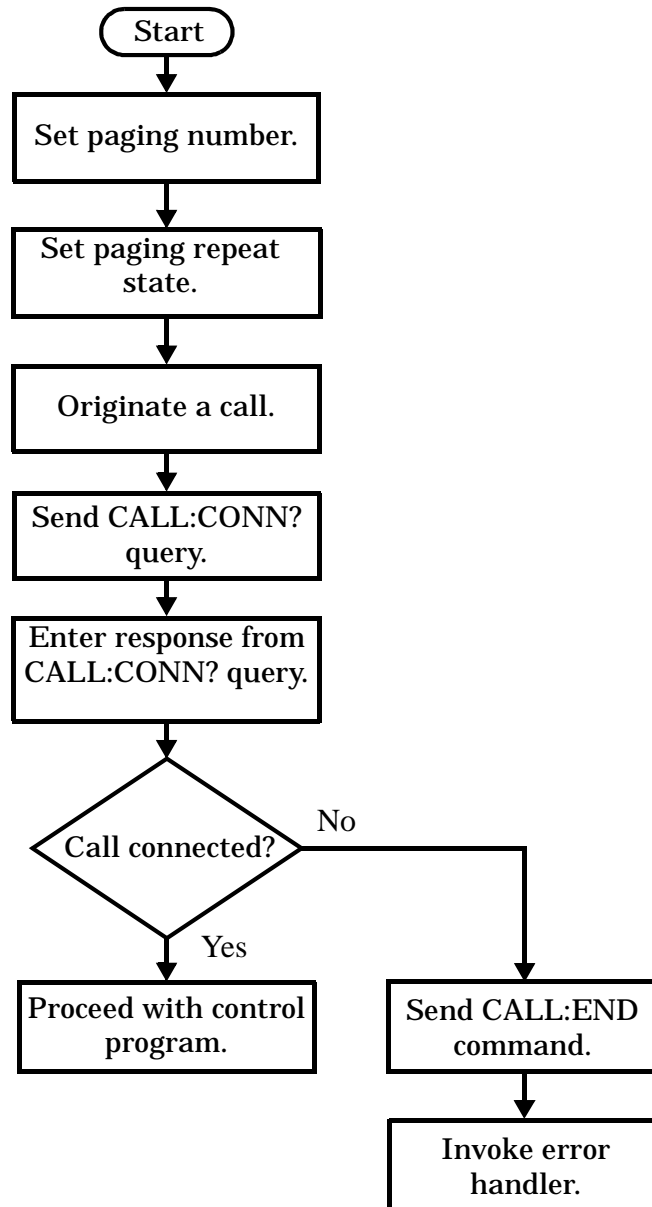 Start
Set paging number.
Set paging repeat
state.
Originate a call.
Send CALL:CONN?
query.
Enter response from
CALL:CONN? query.
Call connected?
No
Yes
Proceed with control
program.
Send CALL:END
command.
Invoke error
handler.